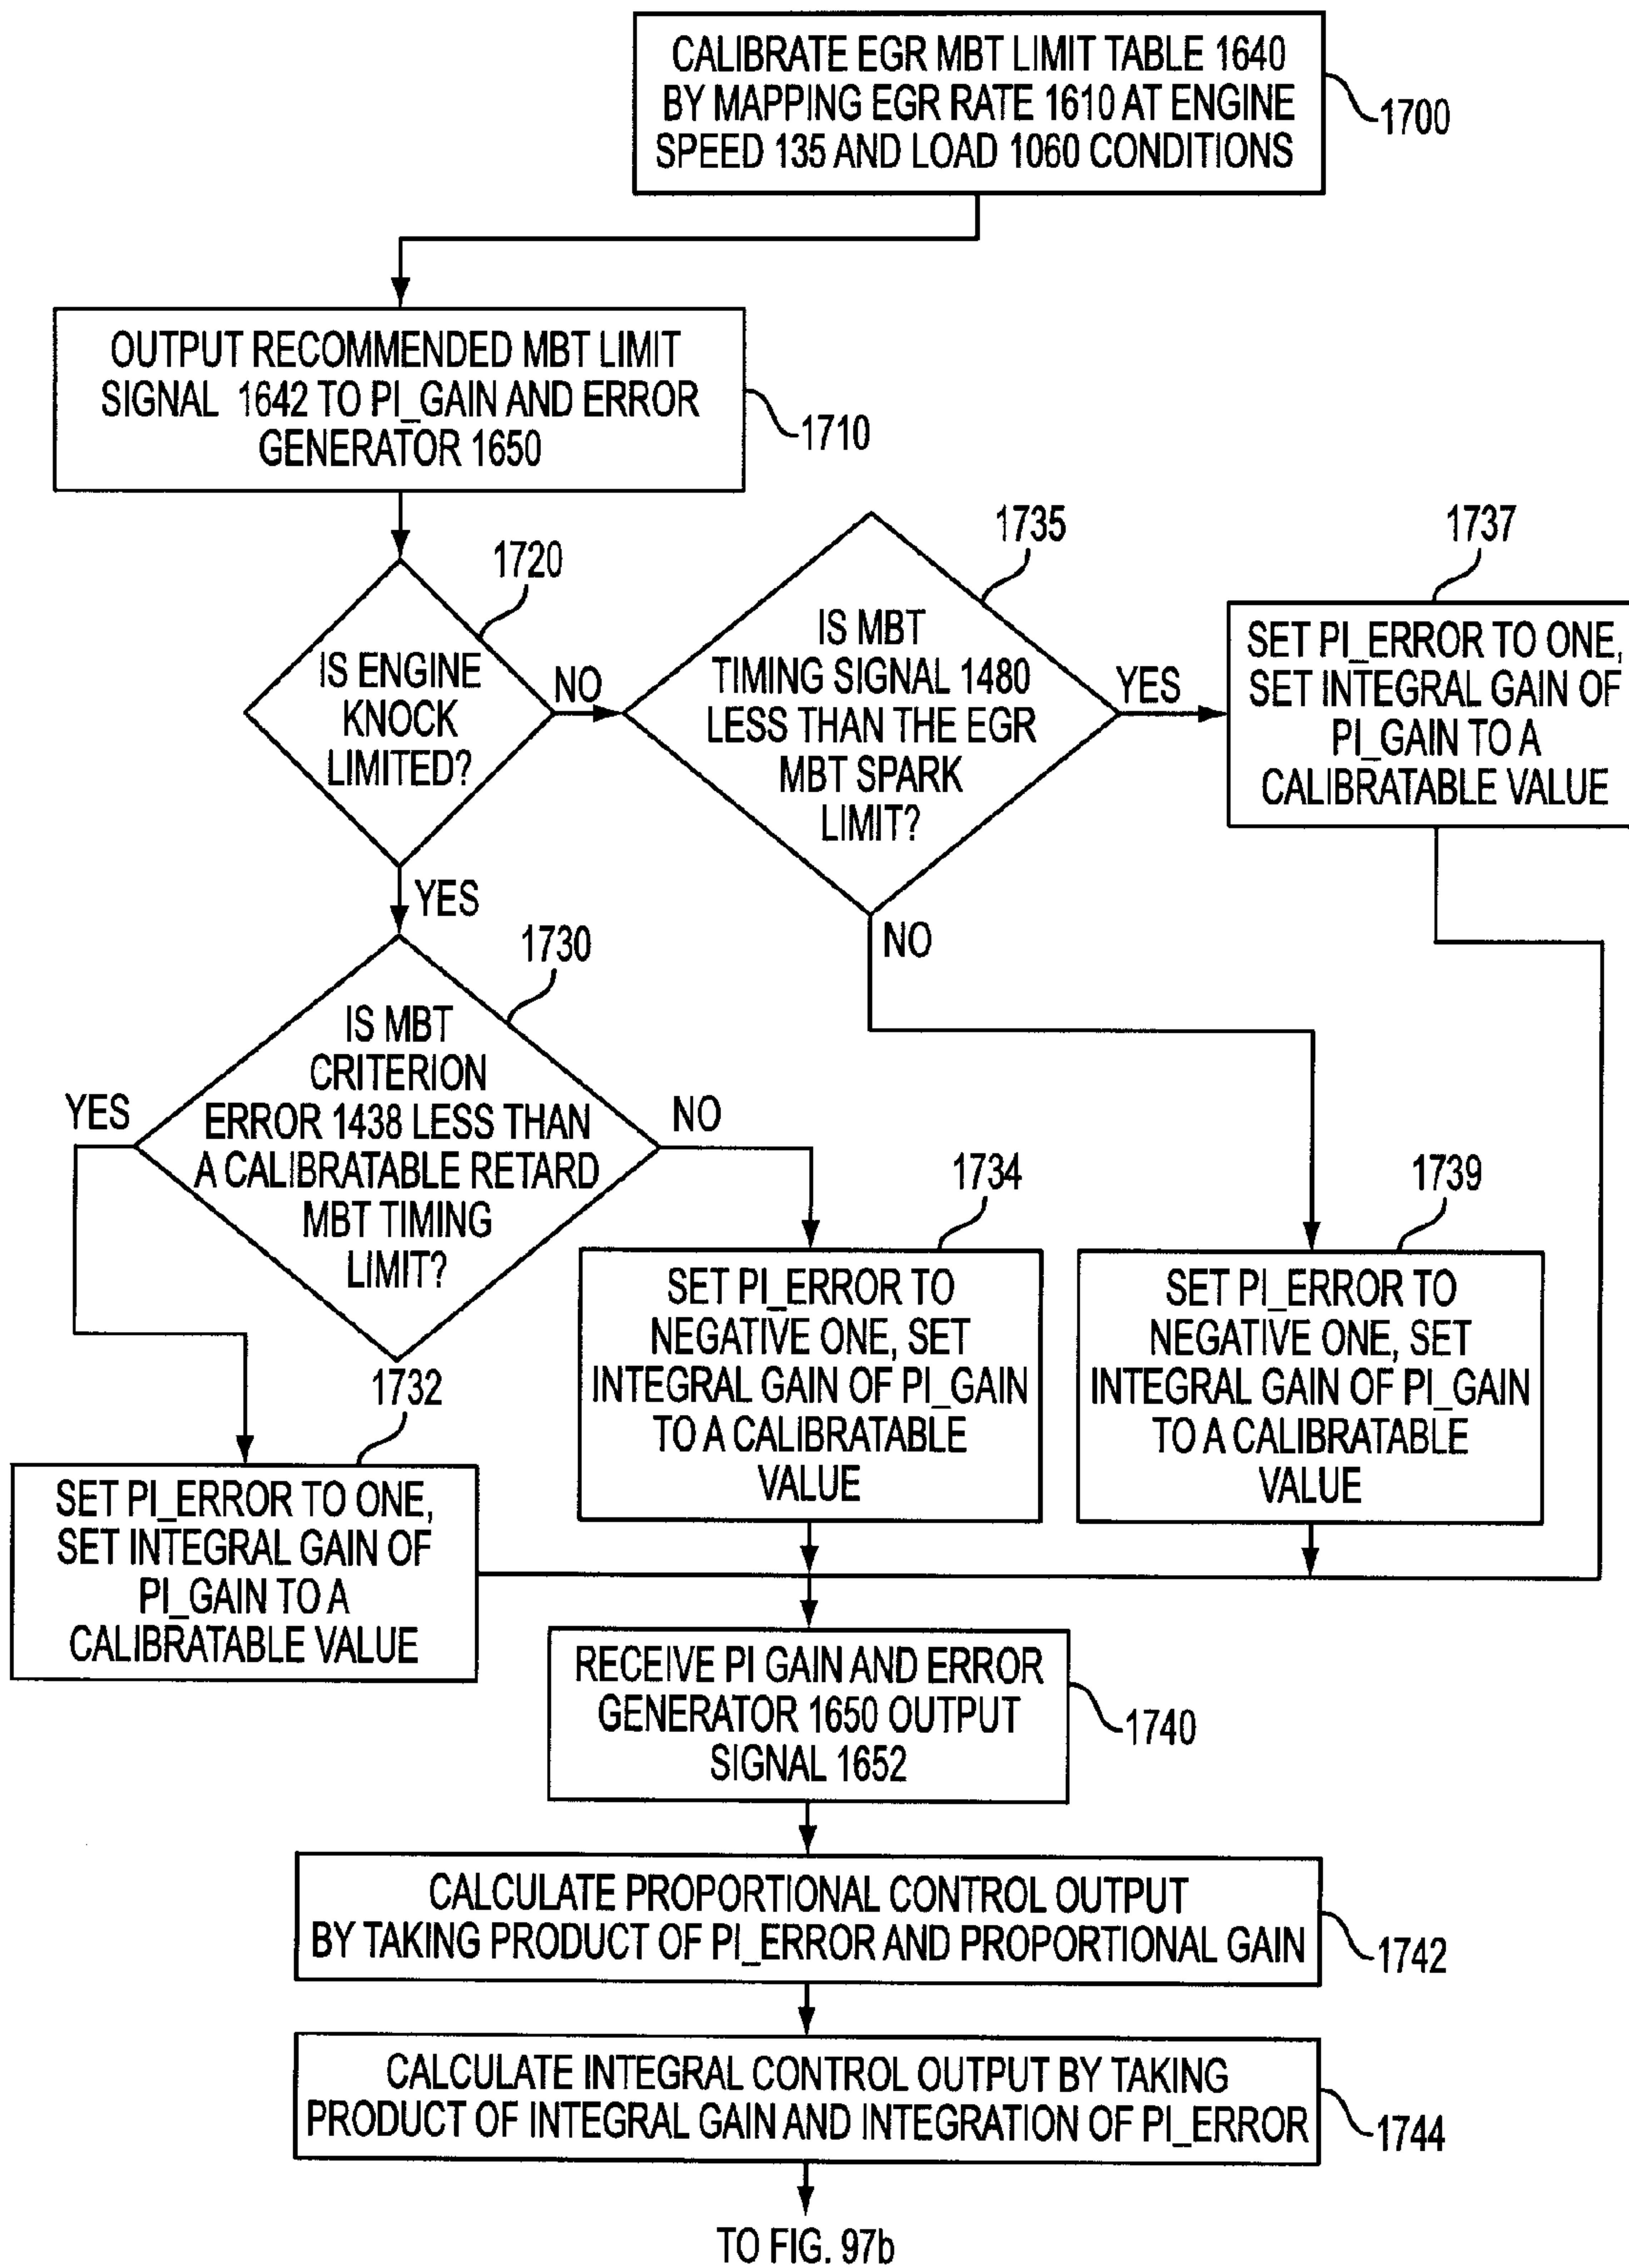 CALIBRATE EGR MBT LIMIT TABLE 1640
BY MAPPING EGR RATE 1610 AT ENGINE
SPEED 135 AND LOAD 1060 CONDITIONS
1700
OUTPUT RECOMMENDED MBT LIMIT
SIGNAL 1642 TO PI_GAIN AND ERROR
GENERATOR 1650
1710
1720
IS ENGINE
KNOCK
LIMITED?
NO
YES
1735
IS MBT
TIMING SIGNAL 1480
LESS THAN THE EGR
MBT SPARK
LIMIT?
YES
NO
1737
SET PI_ERROR TO ONE,
SET INTEGRAL GAIN OF
PI_GAIN TO A
CALIBRATABLE VALUE
1730
IS MBT
CRITERION
ERROR 1438 LESS THAN
A CALIBRATABLE RETARD
MBT TIMING
LIMIT?
YES
NO
1732
SET PI_ERROR TO ONE,
SET INTEGRAL GAIN OF
PI_GAIN TO A
CALIBRATABLE VALUE
1734
SET PI_ERROR TO
NEGATIVE ONE, SET
INTEGRAL GAIN OF PI_GAIN
TO A CALIBRATABLE
VALUE
1739
SET PI_ERROR TO
NEGATIVE ONE, SET
INTEGRAL GAIN OF PI_GAIN
TO A CALIBRATABLE
VALUE
RECEIVE PI GAIN AND ERROR
GENERATOR 1650 OUTPUT
SIGNAL 1652
1740
CALCULATE PROPORTIONAL CONTROL OUTPUT
BY TAKING PRODUCT OF PI_ERROR AND PROPORTIONAL GAIN
1742
CALCULATE INTEGRAL CONTROL OUTPUT BY TAKING
PRODUCT OF INTEGRAL GAIN AND INTEGRATION OF PI_ERROR
1744
TO FIG. 97b